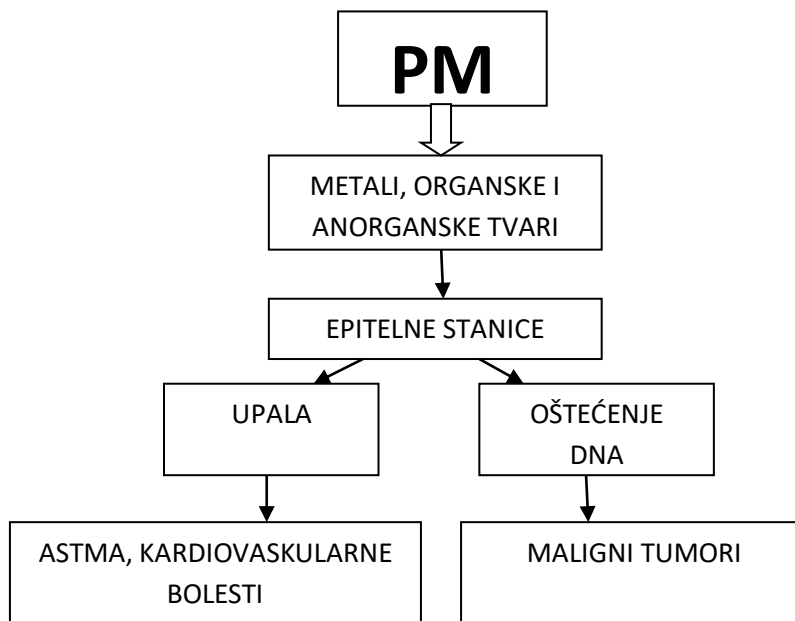 PM
METALI, ORGANSKE I
ANORGANSKE TVARI
EPITELNE STANICE
UPALA
OŠTEĆENJE
DNA
ASTMA, KARDIOVASKULARNE
BOLESTI
MALIGNI TUMORI